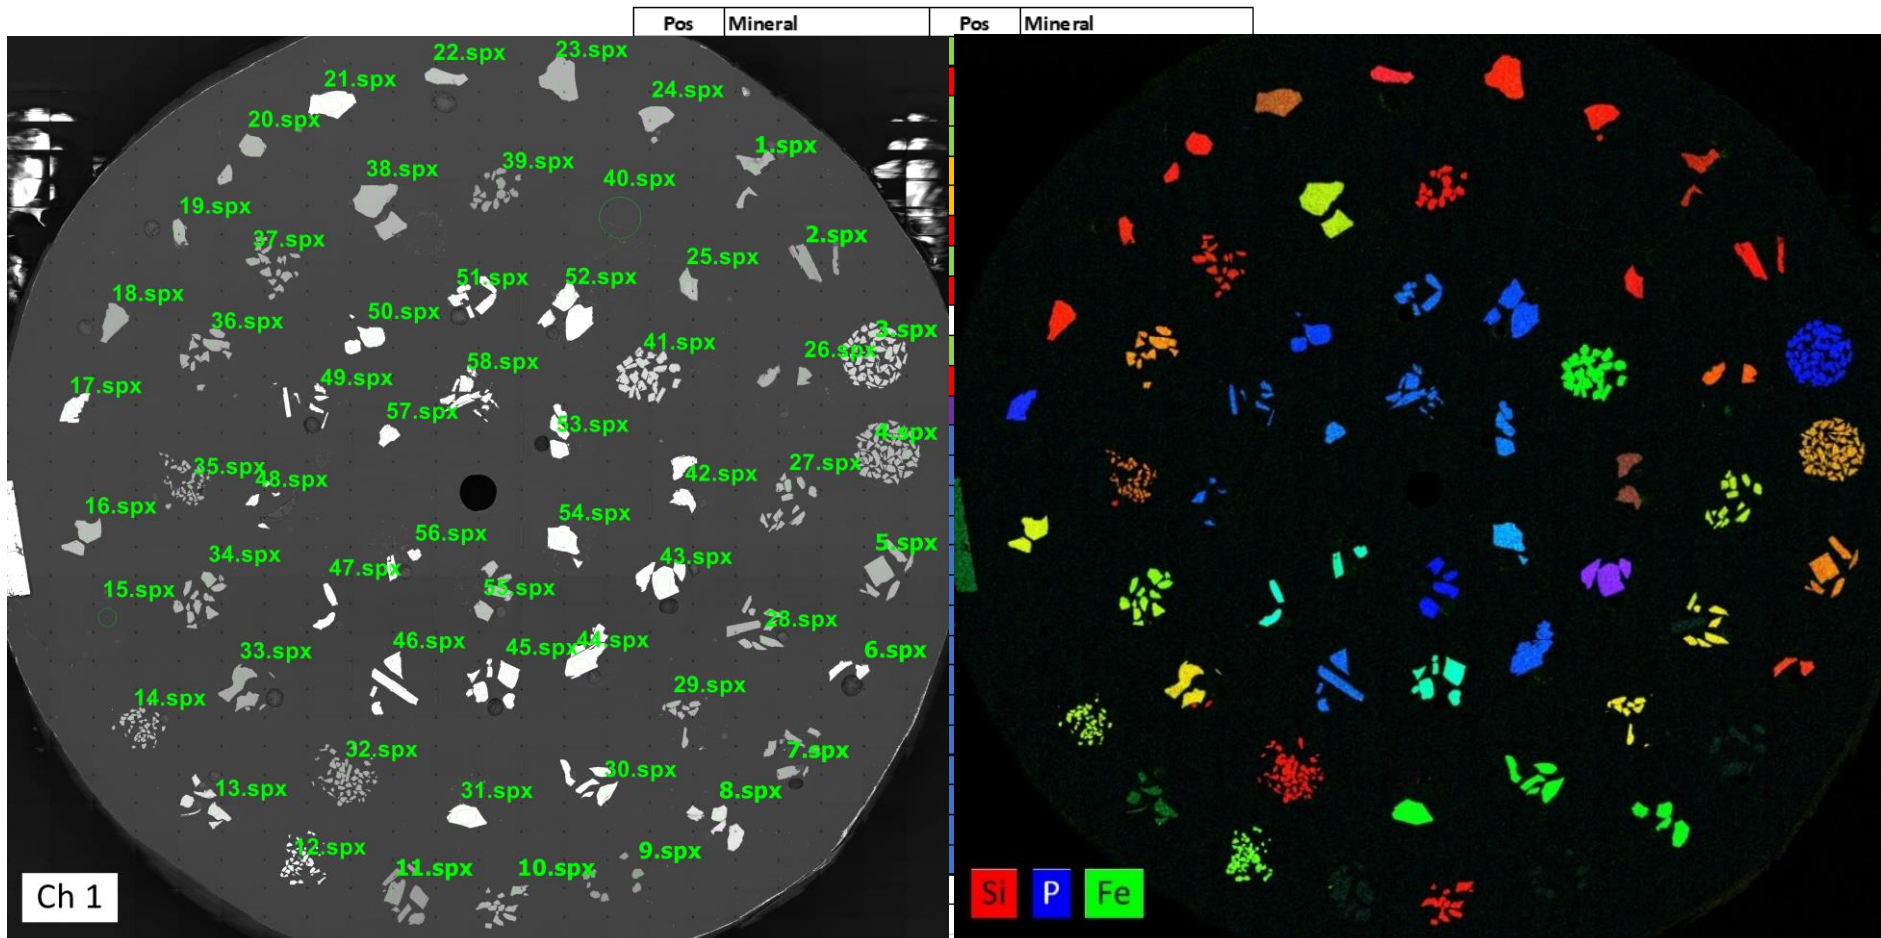 Pos Mineral Pos Mineral
22.spx 23.spx
21.spx 24.spx
20.spx 1.spx
38.spx 39.spx 40.spx
19.spx 37.spx 25.spx 2.spx
18.spx 51.spx 52.spx
36.spx 50.spx 41.spx 3.spx
17.spx 49.spx 58.spx 26.spx
57.spx 53.spx 4.spx
35.spx 48.spx 42.spx 27.spx
16.spx 54.spx
34.spx 56.spx 43.spx 5.spx
15.spx 47.spx 55.spx 28.spx
33.spx 46.spx 45.spx 44.spx 6.spx
14.spx 29.spx
32.spx 30.spx 7.spx
13.spx 31.spx 8.spx
12.spx 11.spx 10.spx 9.spx
Ch 1
Si P Fe